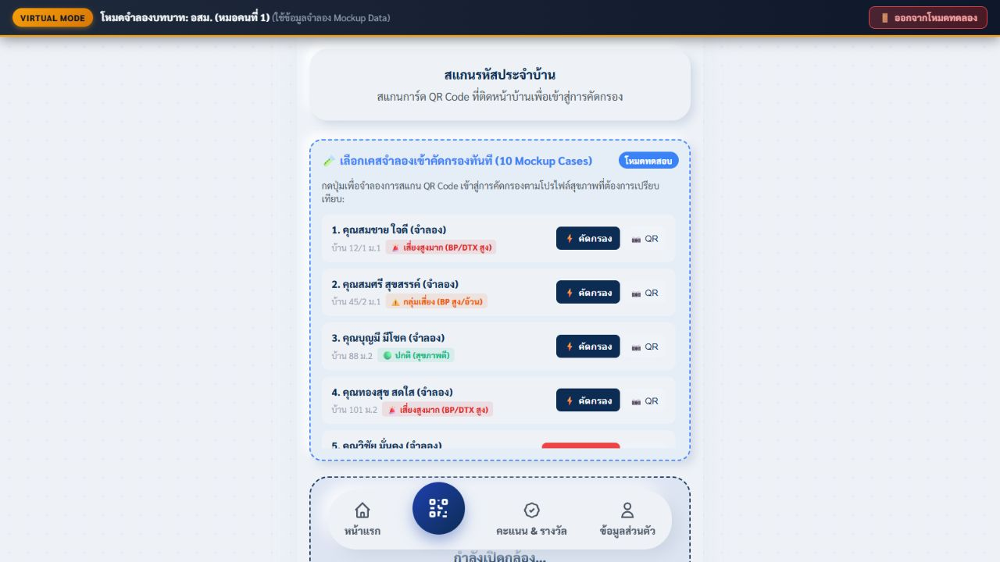 VIRTUAL MODE โหมดจำลองบทบาท: อสม. (หมอคนที่ 1) (ใช้ข้อมูลจำลอง Mockup Data)
ออกจากโหมดทดลอง
สแกนรหัสประจำบ้าน
สแกนการ์ด QR Code ที่ติดหน้าบ้านเพื่อเข้าสู่การคัดกรอง
เลือกเคสจำลองเข้าคัดกรองทันที (10 Mockup Cases)
โหมดทดสอบ
กดปุ่มเพื่อจำลองการสแกน QR Code เข้าสู่การคัดกรองตามโปรไฟล์สุขภาพที่ต้องการเปรียบ
เทียบ:
1. คุณสมชาย ใจดี (จำลอง)
บ้าน 12/1 ม.1 เสี่ยงสูงมาก (BP/DTX สูง)
คัดกรอง QR
2. คุณสมศรี สุขสรรค์ (จำลอง)
บ้าน 45/2 ม.1 กลุ่มเสี่ยง (BP สูง/อ้วน)
คัดกรอง QR
3. คุณบุญมี มีโชค (จำลอง)
บ้าน 88 ม.2 ปกติ (สุขภาพดี)
คัดกรอง QR
4. คุณทองสุข สดใส (จำลอง)
บ้าน 101 ม.2 เสี่ยงสูงมาก (BP/DTX สูง)
คัดกรอง QR
5. คุณวิชัย มั่นคง (จำลอง)
หน้าแรก
คะแนน & รางวัล
ข้อมูลส่วนตัว
กำลังเปิดกล้อง...